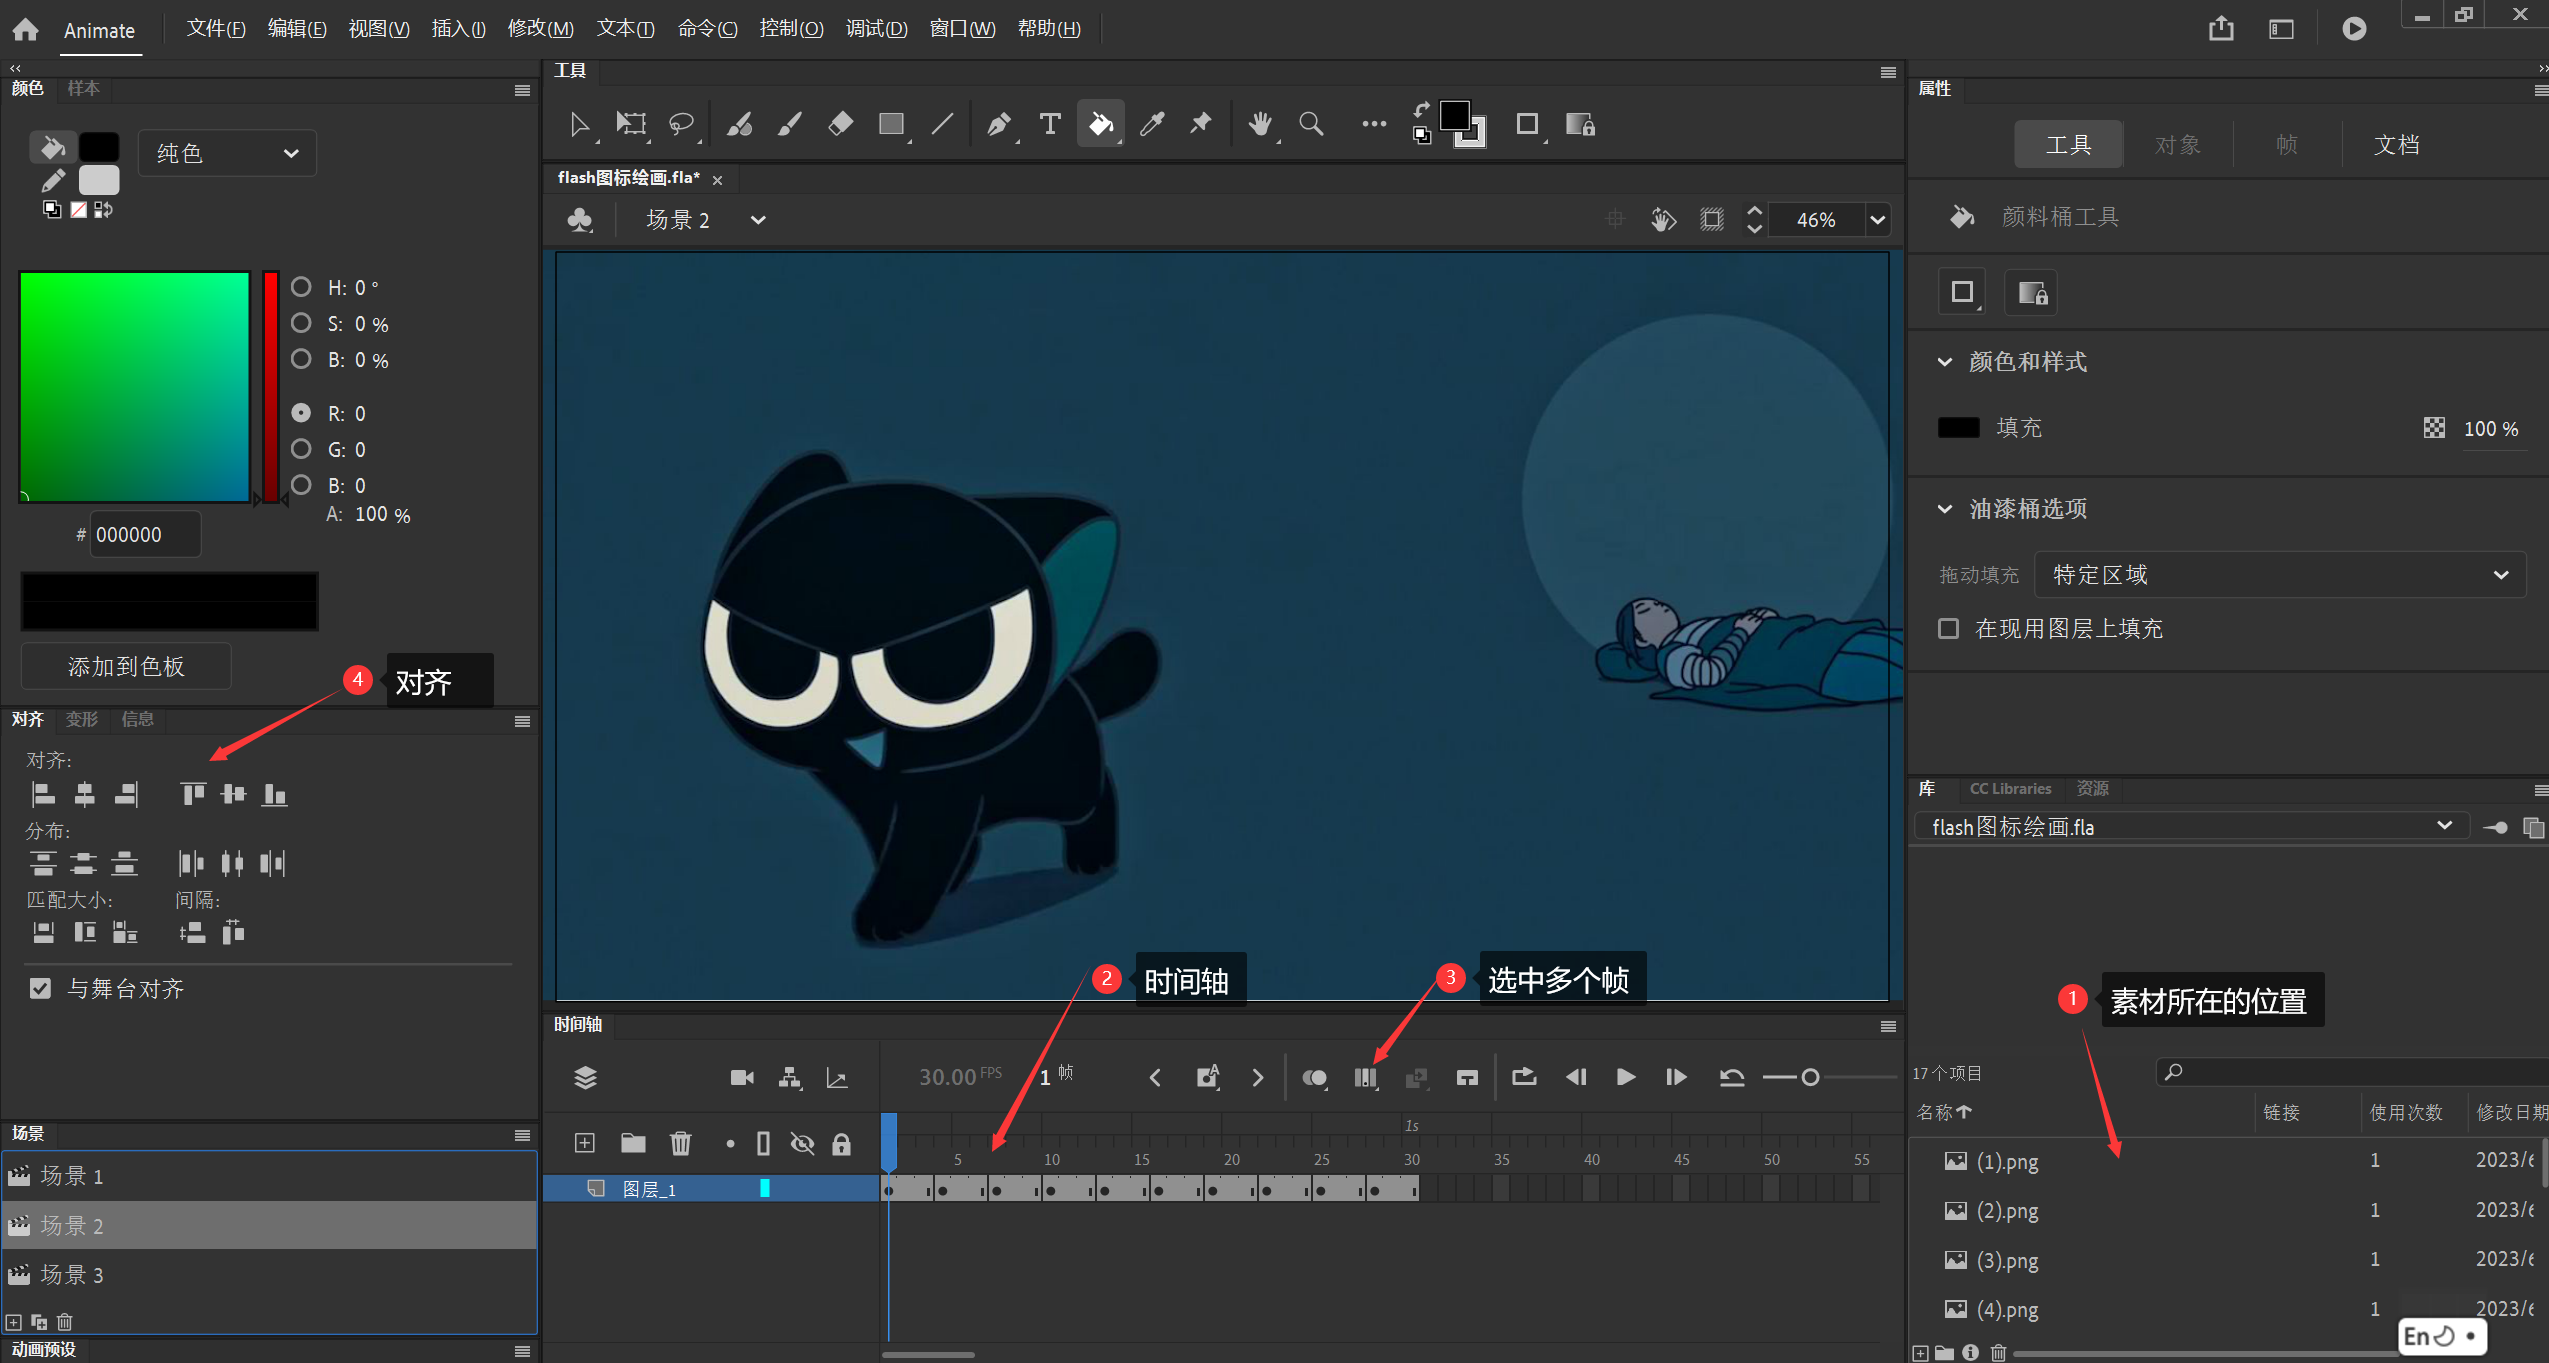 Animate 文件(F) 编辑(E) 视图(V) 插入(I) 修改(M) 文本(T) 命令(C) 控制(O) 调试(D) 窗口(W) 帮助(H)
颜色 样本
纯色
H: 0 °
S: 0 %
B: 0 %
R: 0
G: 0
B: 0
A: 100 %
# 000000
添加到色板
4 对齐
对齐 变形 信息
对齐:
分布:
匹配大小: 间隔:
与舞台对齐
场景
场景 1
场景 2
场景 3
动画预设
工具
flash图标绘画.fla*
场景 2
46%
2 时间轴
3 选中多个帧
时间轴
30.00 FPS 1 帧
1s
5 10 15 20 25 30 35 40 45 50 55
图层_1
属性
工具 对象 帧 文档
颜料桶工具
颜色和样式
填充 100 %
油漆桶选项
拖动填充 特定区域
在现用图层上填充
库 CC Libraries 资源
flash图标绘画.fla
1 素材所在的位置
17个项目
名称 链接 使用次数 修改日期
(1).png 1 2023/6
(2).png 1 2023/6
(3).png 1 2023/6
(4).png 1 2023/6
En